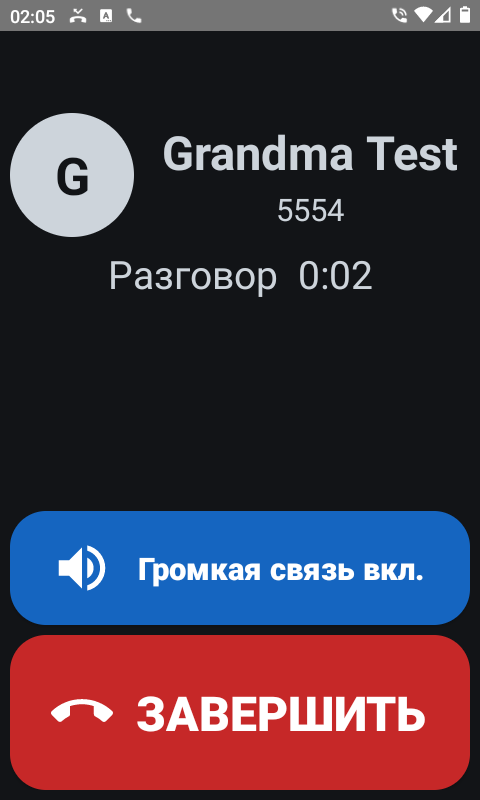 02:05
G
Grandma Test
5554
Разговор 0:02
Громкая связь вкл.
ЗАВЕРШИТЬ